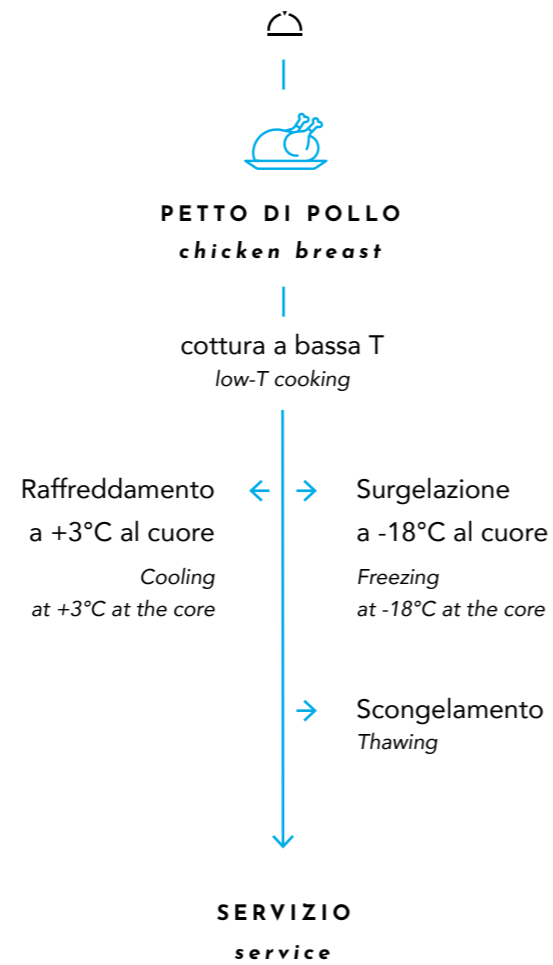 PETTO DI POLLO
chicken breast
cottura a bassa T
low-T cooking
Raffreddamento
a +3°C al cuore
Cooling
at +3°C at the core
Surgelazione
a -18°C al cuore
Freezing
at -18°C at the core
Scongelamento
Thawing
SERVIZIO
service